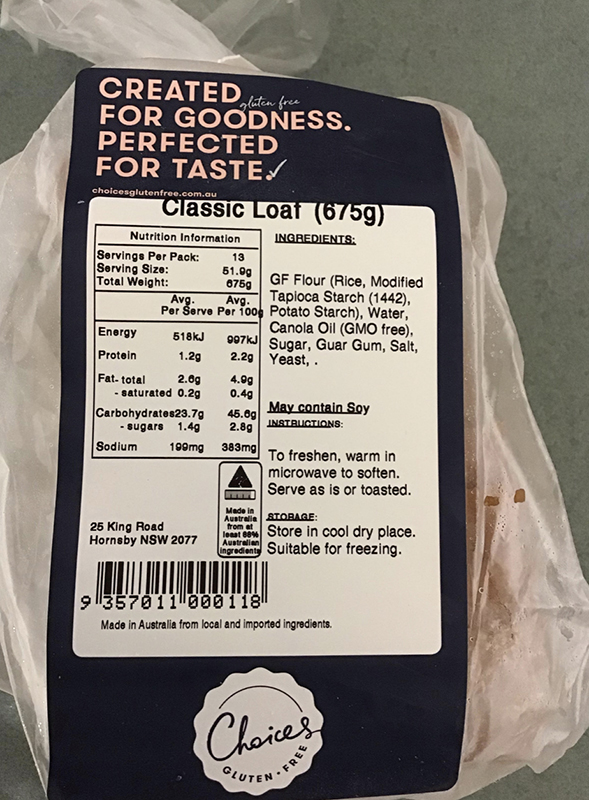 CREATED
gluten free
FOR GOODNESS.
PERFECTED
FOR TASTE.
choicesglutenfree.com.au
Classic Loaf (675g)
Nutrition Information
Servings Per Pack: 13
Serving Size: 51.9g
Total Weight: 675g
Avg. Avg.
Per Serve Per 100g
Energy 518kJ 997kJ
Protein 1.2g 2.2g
Fat-total 2.6g 4.9g
- saturated 0.2g 0.4g
Carbohydrates 23.7g 45.6g
- sugars 1.4g 2.8g
Sodium 199mg 383mg
INGREDIENTS:
GF Flour (Rice, Modified
Tapioca Starch (1442),
Potato Starch), Water,
Canola Oil (GMO free),
Sugar, Guar Gum, Salt,
Yeast, .
May contain Soy
INSTRUCTIONS:
To freshen, warm in
microwave to soften.
Serve as is or toasted.
STORAGE:
Store in cool dry place.
Suitable for freezing.
Made in
Australia
from at
least 68%
Australian
ingredients
25 King Road
Hornsby NSW 2077
9 357011 000118
Made in Australia from local and imported ingredients.
Choices
GLUTEN-FREE